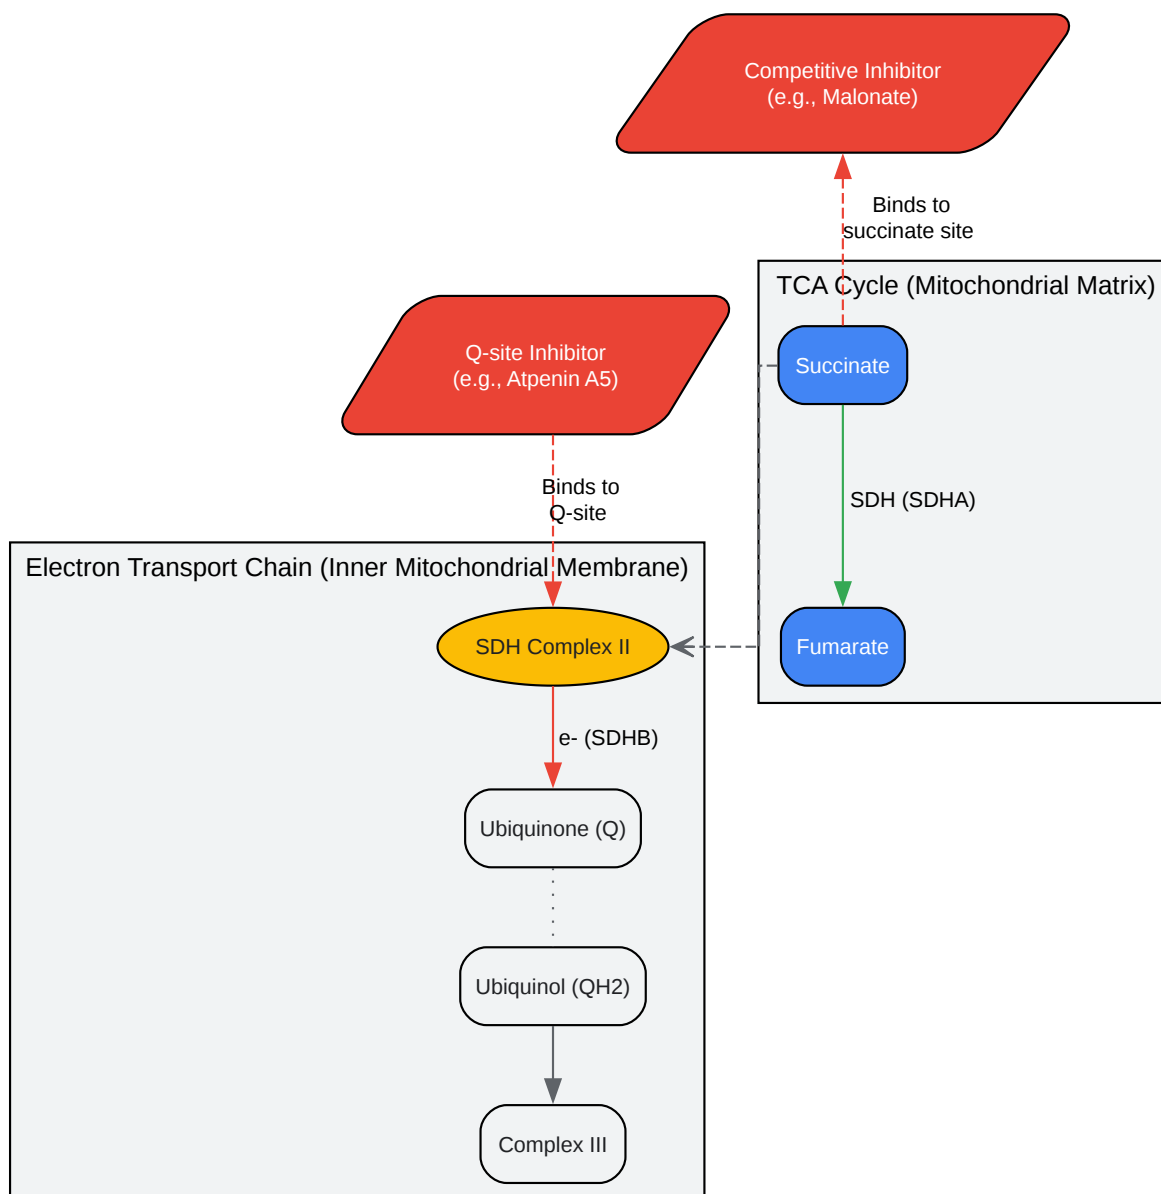 Competitive Inhibitor
(e.g., Malonate)
Binds to
succinate site
TCA Cycle (Mitochondrial Matrix)
Q-site Inhibitor
(e.g., Atpenin A5)
Succinate
Binds to
Q-site
SDH (SDHA)
Electron Transport Chain (Inner Mitochondrial Membrane)
SDH Complex II
Fumarate
e- (SDHB)
Ubiquinone (Q)
Ubiquinol (QH2)
Complex III